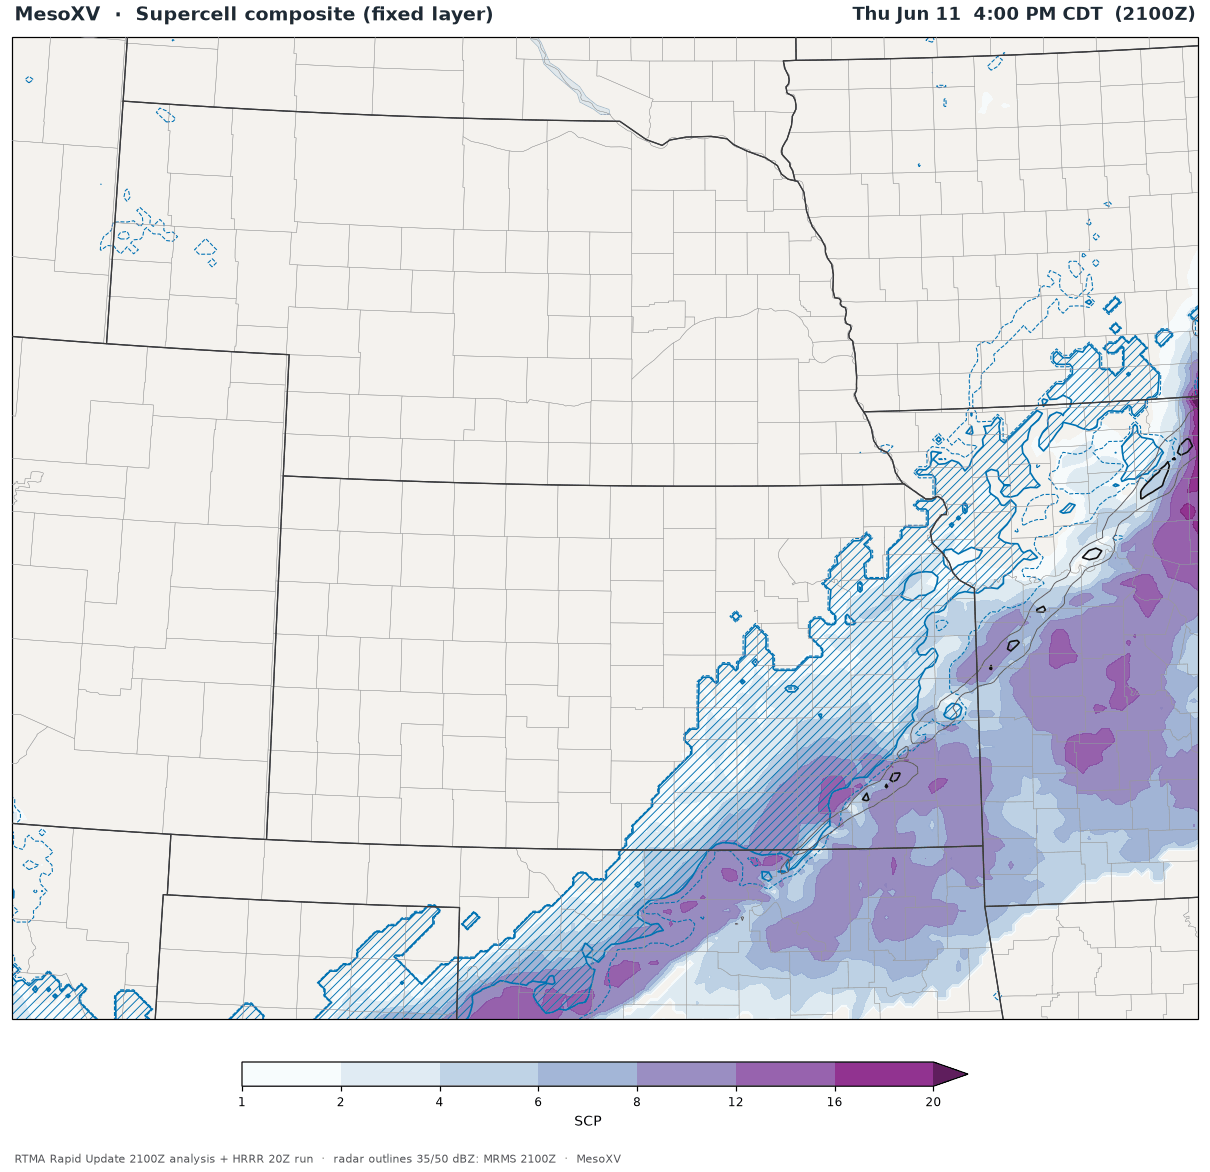 MesoXV · Supercell composite (fixed layer)
Thu Jun 11 4:00 PM CDT (2100Z)
1 2 4 6 8 12 16 20
SCP
RTMA Rapid Update 2100Z analysis + HRRR 20Z run · radar outlines 35/50 dBZ: MRMS 2100Z · MesoXV